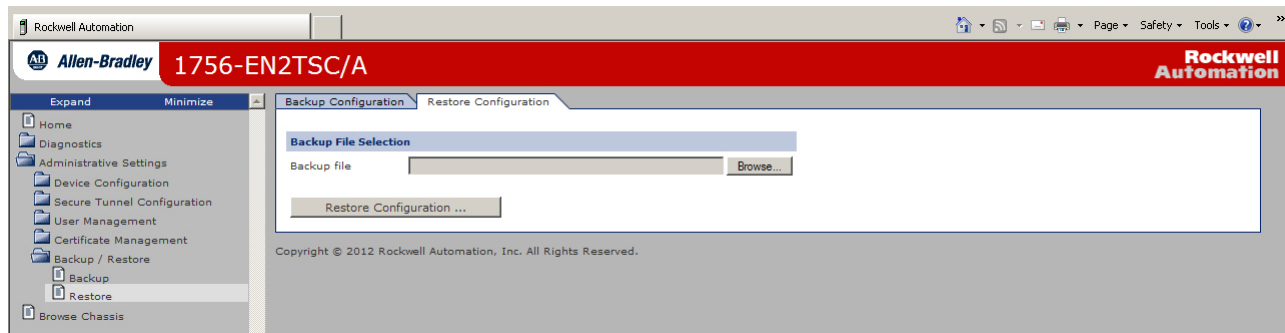 Rockwell Automation
Page Safety Tools »
AB Allen-Bradley 1756-EN2TSC/A Rockwell Automation
Expand Minimize
Home
Diagnostics
Administrative Settings
Device Configuration
Secure Tunnel Configuration
User Management
Certificate Management
Backup / Restore
Backup
Restore
Browse Chassis
Backup Configuration Restore Configuration
Backup File Selection
Backup file Browse...
Restore Configuration ...
Copyright © 2012 Rockwell Automation, Inc. All Rights Reserved.